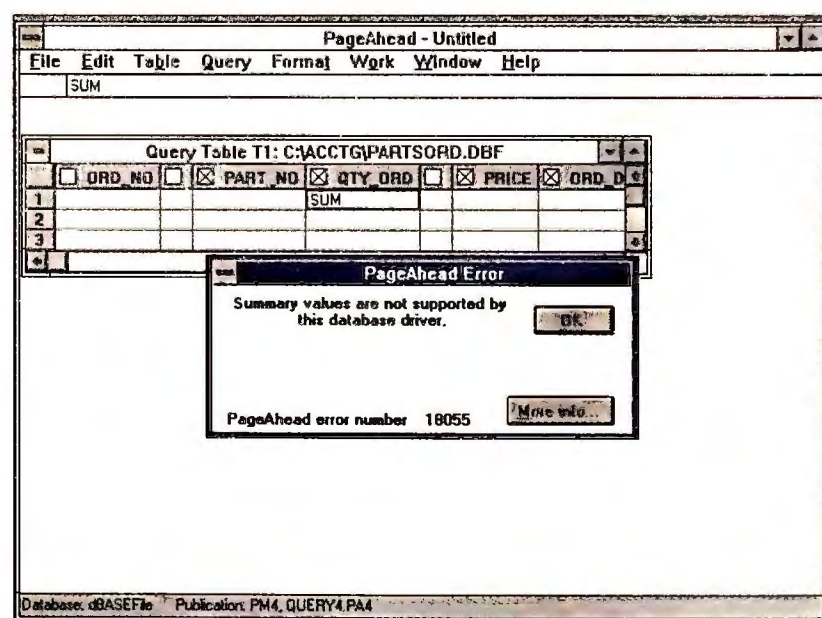 PageAhead - Untitled
File Edit Table Query Format Work Window Help
SUM
Query Table T1: C:\ACCTG\PARTSORD.DBF
ORD_NO PART_NO QTY_ORD PRICE ORD_D
1 SUM
2
3
PageAhead Error
Summary values are not supported by
this database driver.
OK
PageAhead error number 18055
More info...
Database: dBASEFile Publication: PM4, QUERY4.PA4